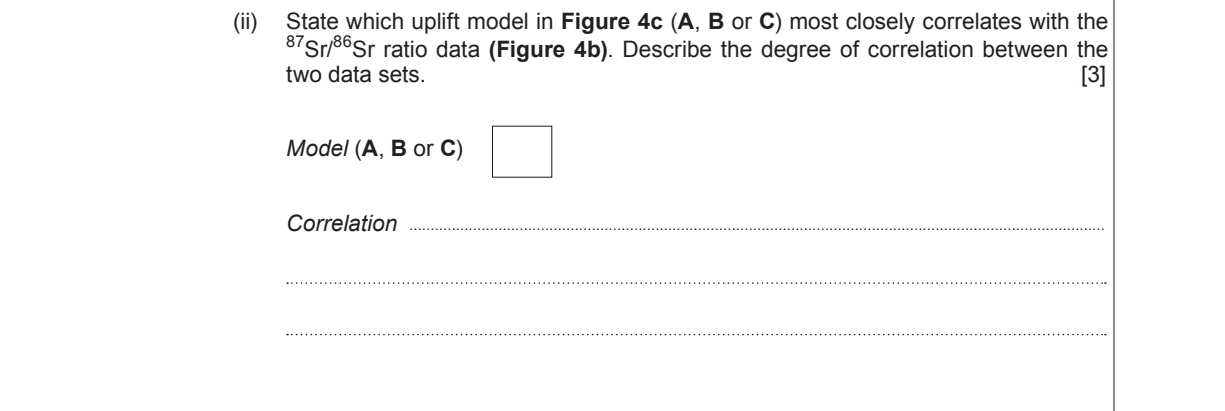 (ii) State which uplift model in Figure 4c (A, B or C) most closely correlates with the
⁸⁷Sr/⁸⁶Sr ratio data (Figure 4b). Describe the degree of correlation between the
two data sets. [3]
Model (A, B or C)
Correlation